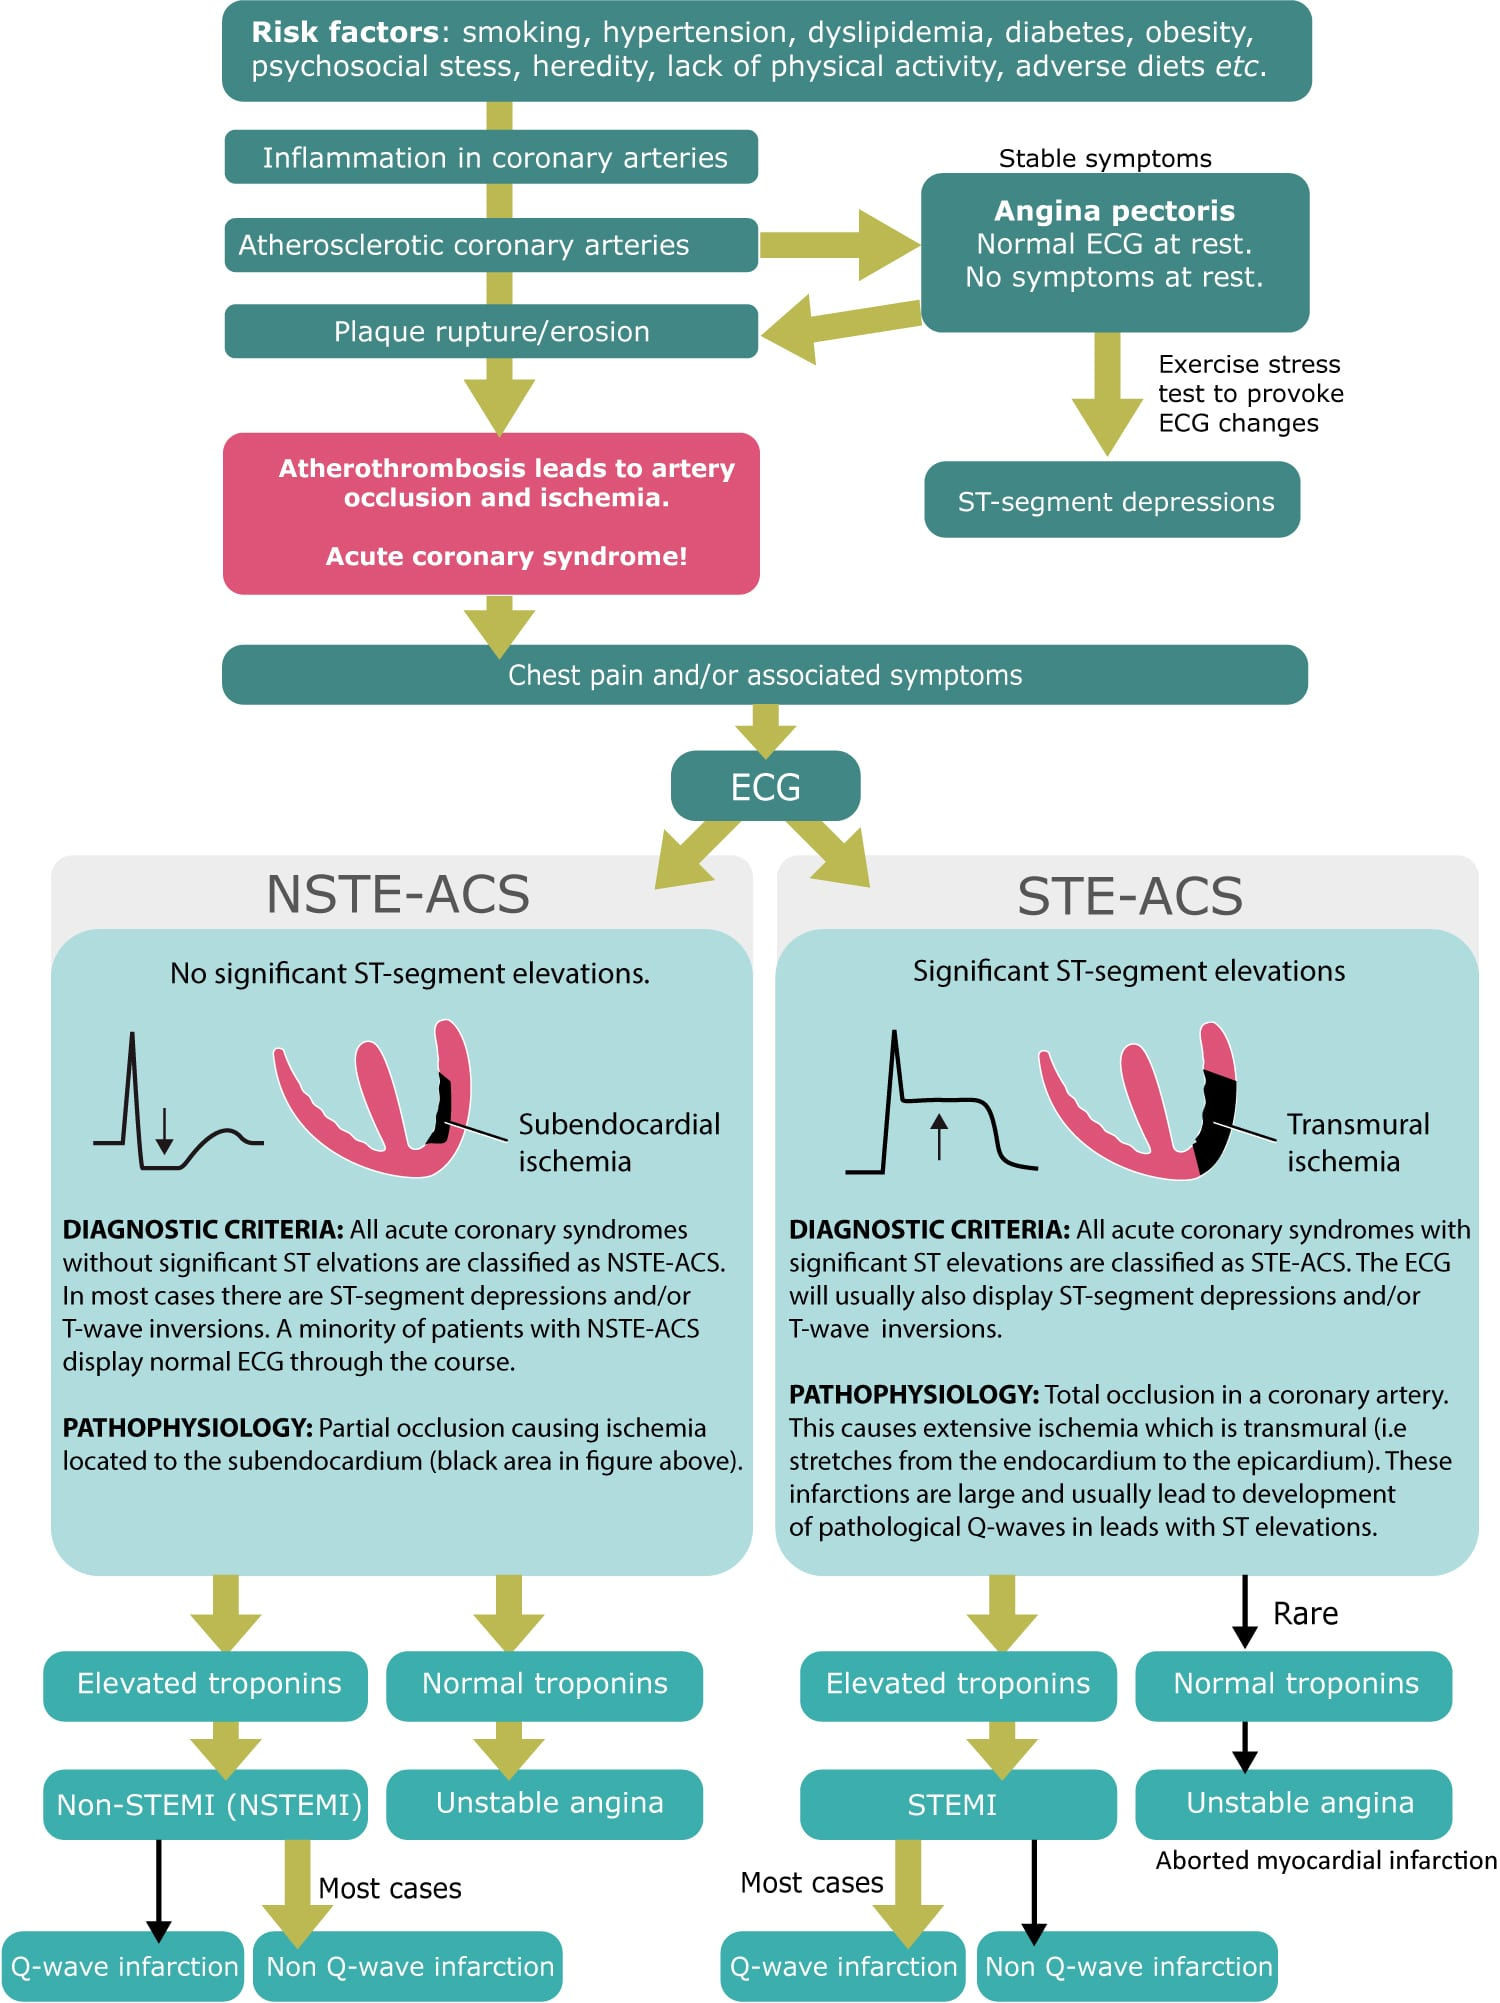 Risk factors: smoking, hypertension, dyslipidemia, diabetes, obesity,
psychosocial stess, heredity, lack of physical activity, adverse diets etc.
Inflammation in coronary arteries
Atherosclerotic coronary arteries
Plaque rupture/erosion
Stable symptoms
Angina pectoris
Normal ECG at rest.
No symptoms at rest.
Exercise stress
test to provoke
ECG changes
ST-segment depressions
Atherothrombosis leads to artery
occlusion and ischemia.
Acute coronary syndrome!
Chest pain and/or associated symptoms
ECG
NSTE-ACS
No significant ST-segment elevations.
Subendocardial
ischemia
DIAGNOSTIC CRITERIA: All acute coronary syndromes
without significant ST elvations are classified as NSTE-ACS.
In most cases there are ST-segment depressions and/or
T-wave inversions. A minority of patients with NSTE-ACS
display normal ECG through the course.
PATHOPHYSIOLOGY: Partial occlusion causing ischemia
located to the subendocardium (black area in figure above).
STE-ACS
Significant ST-segment elevations
Transmural
ischemia
DIAGNOSTIC CRITERIA: All acute coronary syndromes with
significant ST elevations are classified as STE-ACS. The ECG
will usually also display ST-segment depressions and/or
T-wave inversions.
PATHOPHYSIOLOGY: Total occlusion in a coronary artery.
This causes extensive ischemia which is transmural (i.e
stretches from the endocardium to the epicardium). These
infarctions are large and usually lead to development
of pathological Q-waves in leads with ST elevations.
Elevated troponins
Normal troponins
Non-STEMI (NSTEMI)
Unstable angina
Most cases
Q-wave infarction
Non Q-wave infarction
Rare
Elevated troponins
Normal troponins
STEMI
Unstable angina
Aborted myocardial infarction
Most cases
Q-wave infarction
Non Q-wave infarction